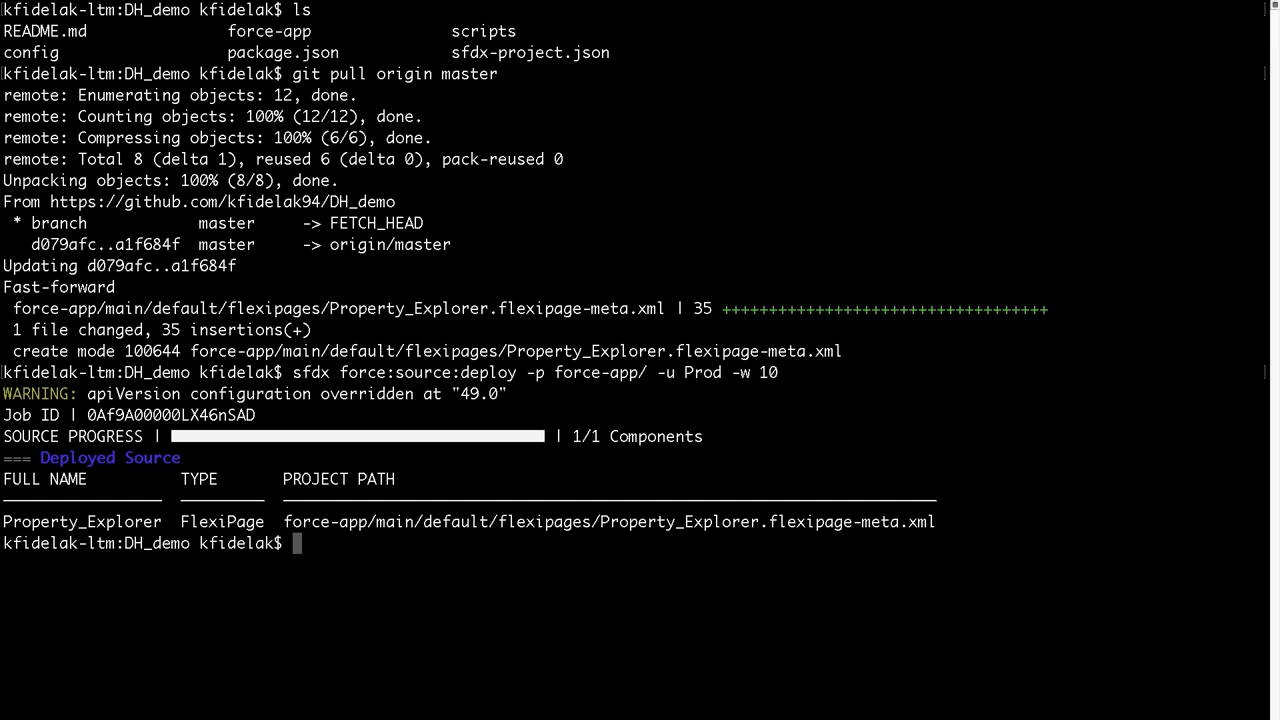 kfidelak-ltm:DH_demo kfidelak$ ls
README.md force-app scripts
config package.json sfdx-project.json
kfidelak-ltm:DH_demo kfidelak$ git pull origin master
remote: Enumerating objects: 12, done.
remote: Counting objects: 100% (12/12), done.
remote: Compressing objects: 100% (6/6), done.
remote: Total 8 (delta 1), reused 6 (delta 0), pack-reused 0
Unpacking objects: 100% (8/8), done.
From https://github.com/kfidelak94/DH_demo
* branch master -> FETCH_HEAD
d079afc..a1f684f master -> origin/master
Updating d079afc..a1f684f
Fast-forward
force-app/main/default/flexipages/Property_Explorer.flexipage-meta.xml | 35 +++++++++++++++++++++++++++++++++++
1 file changed, 35 insertions(+)
create mode 100644 force-app/main/default/flexipages/Property_Explorer.flexipage-meta.xml
kfidelak-ltm:DH_demo kfidelak$ sfdx force:source:deploy -p force-app/ -u Prod -w 10
WARNING: apiVersion configuration overridden at "49.0"
Job ID | 0Af9A00000LX46nSAD
SOURCE PROGRESS | | 1/1 Components
=== Deployed Source
FULL NAME TYPE PROJECT PATH
Property_Explorer FlexiPage force-app/main/default/flexipages/Property_Explorer.flexipage-meta.xml
kfidelak-ltm:DH_demo kfidelak$